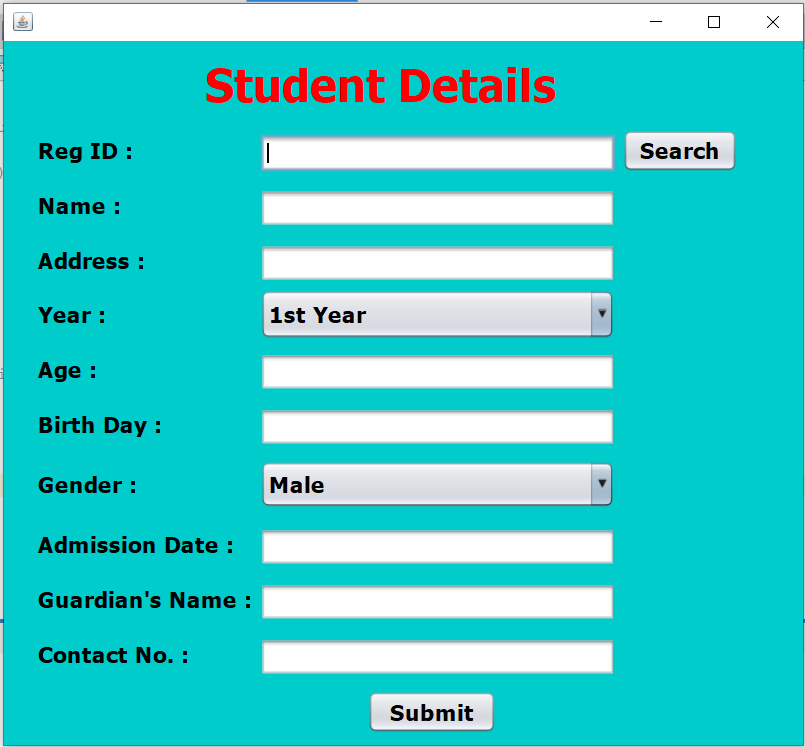 Student Details
Reg ID :
Search
Name :
Address :
Year :
1st Year
Age :
Birth Day :
Gender :
Male
Admission Date :
Guardian's Name :
Contact No. :
Submit